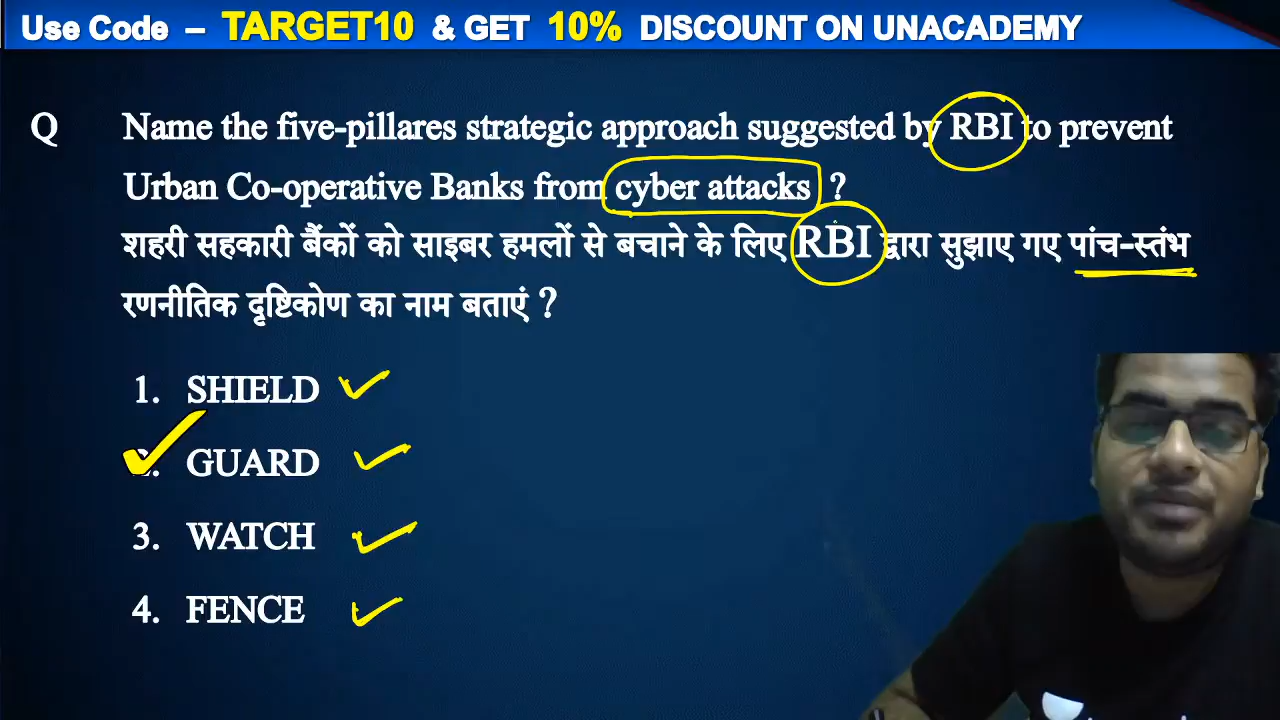 Use Code – TARGET10 & GET 10% DISCOUNT ON UNACADEMY
Q Name the five-pillares strategic approach suggested by RBI to prevent
Urban Co-operative Banks from cyber attacks ?
शहरी सहकारी बैंकों को साइबर हमलों से बचाने के लिए RBI द्वारा सुझाए गए पांच-स्तंभ
रणनीतिक दृष्टिकोण का नाम बताएं ?
1. SHIELD
GUARD
3. WATCH
4. FENCE